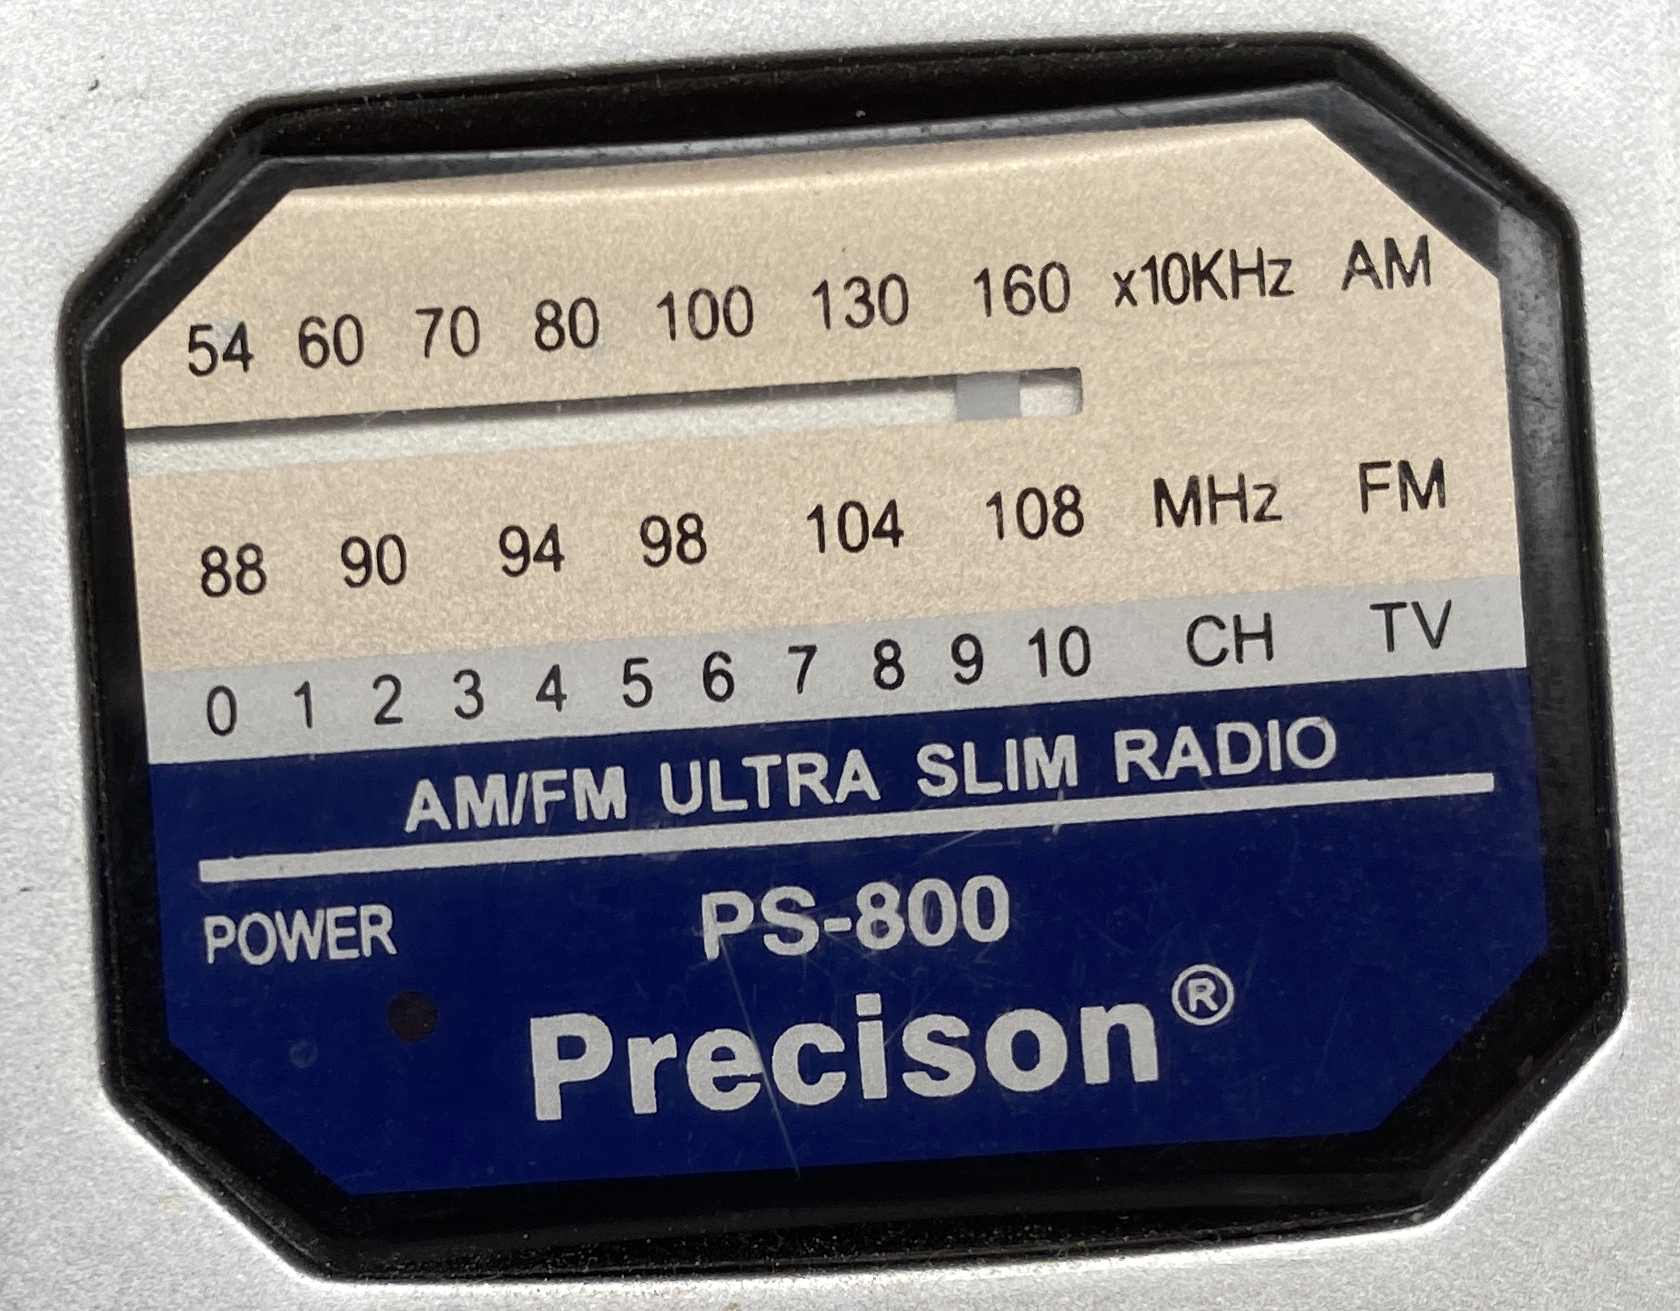 54 60 70 80 100 130 160 x10KHz AM
88 90 94 98 104 108 MHz FM
0 1 2 3 4 5 6 7 8 9 10 CH TV
AM/FM ULTRA SLIM RADIO
POWER PS-800
Precison®